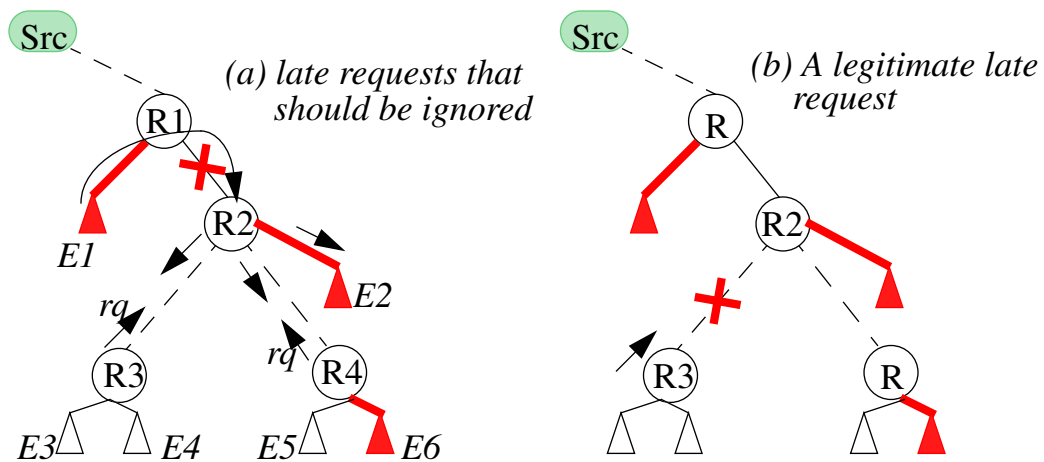 Src
(a) late requests that
should be ignored
R1
R2
E1
E2
rq
rq
R3
R4
E3
E4
E5
E6
Src
(b) A legitimate late
request
R
R2
R3
R